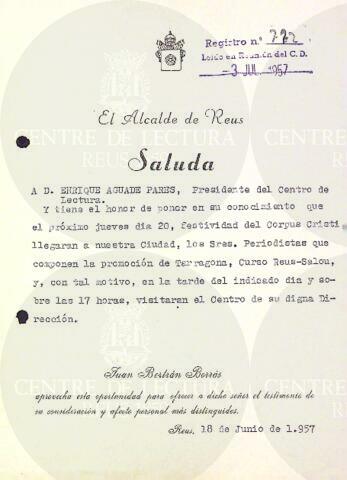 Registro n.º 722
Leído en Reunión del C.D.
- 3 JUL. 1957
El Alcalde de Reus
CENTRE DE LECTURA
REUS
Saluda
A D. ENRIQUE AGUADE PARES, Presidente del Centro de
Lectura.
Y tiene el honor de poner en su conocimiento que
el próximo jueves dia 20, festividad del Corpus Cristi
llegaran a nuestra Ciudad, los Sres. Periodistas que
componen la promoción de Tarragona, Curso Reus-Salou,
y, con tal motivo, en la tarde del indicado dia y so-
bre las 17 horas, visitaran el Centro de su digna Di-
rección.
Juan Bertrán Borrás
aprovecha esta oportunidad para ofrecer a dicho señor el testimonio de
su consideración y afecto personal más distinguidos.
Reus, 18 de Junio de 1.957